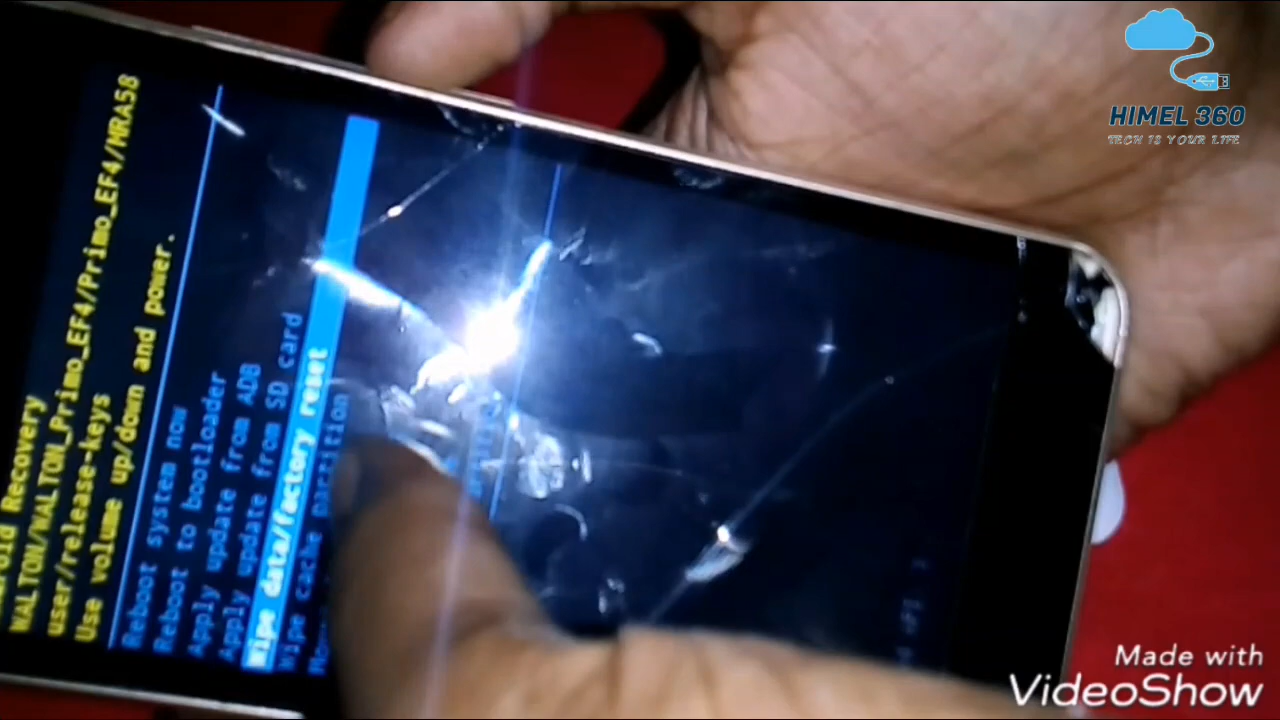 Recovery
WALTON/WALTON_Primo_EF4/Primo_EF4/MRA58
user/release-keys
Use volume up/down and power.
Reboot system now
Reboot to bootloader
Apply update from ADB
Apply update from SD card
Wipe data/factory reset
Wipe cache partition
HIMEL 360
TECH IS YOUR LIFE
Made with
VideoShow